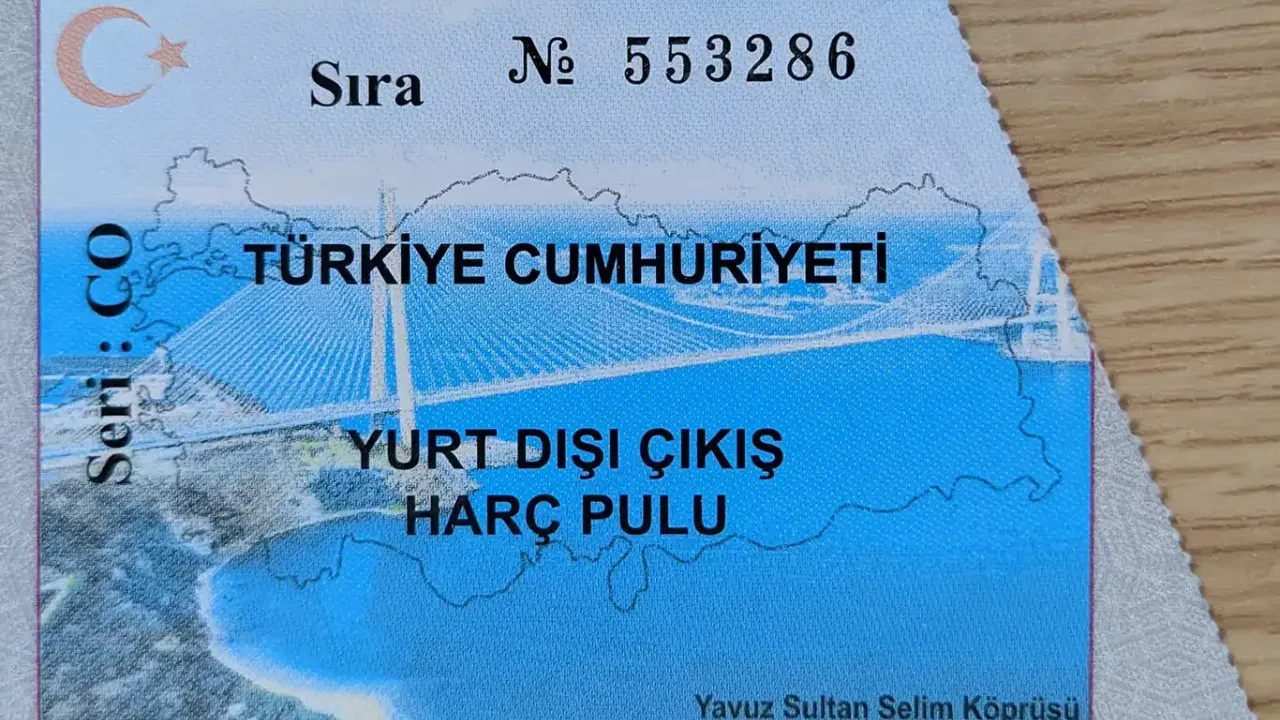 Sıra № 553286
Seri : CO
TÜRKİYE CUMHURİYETİ
YURT DIŞI ÇIKIŞ
HARÇ PULU
Yavuz Sultan Selim Köprüsü